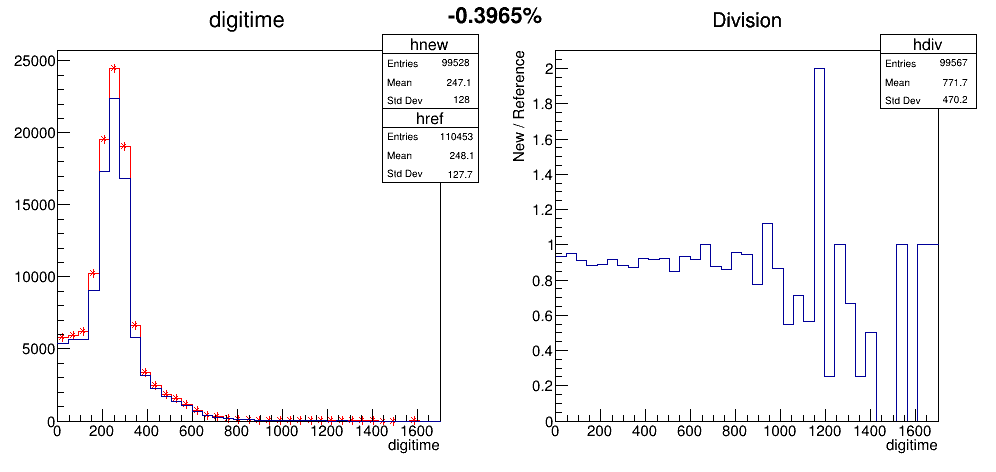 digitime
-0.3965%
Division
hnew
Entries 99528
Mean 247.1
Std Dev 128
href
Entries 110453
Mean 248.1
Std Dev 127.7
25000
20000
15000
10000
5000
0
0 200 400 600 800 1000 1200 1400 1600
digitime
hdiv
Entries 99567
Mean 771.7
Std Dev 470.2
New / Reference
2
1.8
1.6
1.4
1.2
1
0.8
0.6
0.4
0.2
0
0 200 400 600 800 1000 1200 1400 1600
digitime